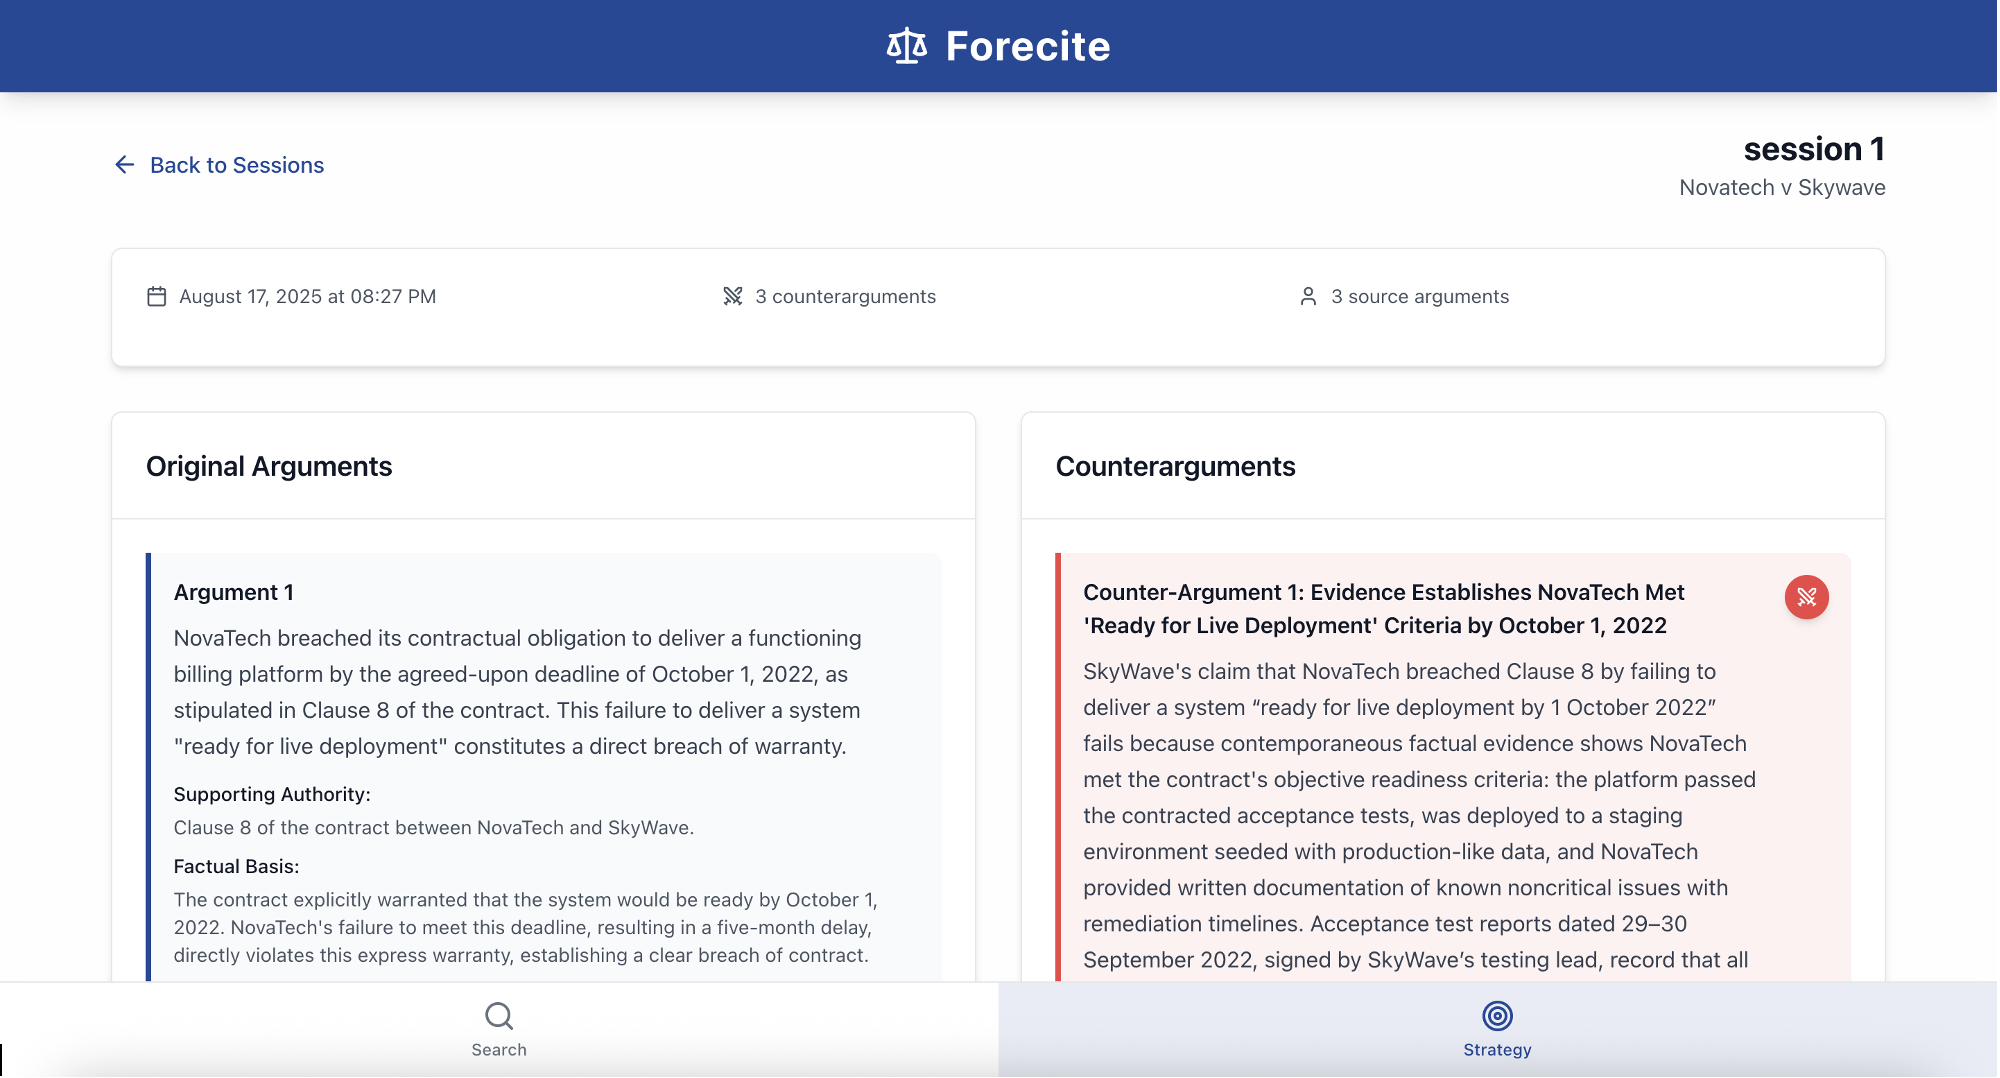 Forecite
Back to Sessions
session 1
Novatech v Skywave
August 17, 2025 at 08:27 PM
3 counterarguments
3 source arguments
Original Arguments
Argument 1
NovaTech breached its contractual obligation to deliver a functioning
billing platform by the agreed-upon deadline of October 1, 2022, as
stipulated in Clause 8 of the contract. This failure to deliver a system
"ready for live deployment" constitutes a direct breach of warranty.
Supporting Authority:
Clause 8 of the contract between NovaTech and SkyWave.
Factual Basis:
The contract explicitly warranted that the system would be ready by October 1,
2022. NovaTech's failure to meet this deadline, resulting in a five-month delay,
directly violates this express warranty, establishing a clear breach of contract.
Counterarguments
Counter-Argument 1: Evidence Establishes NovaTech Met
'Ready for Live Deployment' Criteria by October 1, 2022
SkyWave's claim that NovaTech breached Clause 8 by failing to
deliver a system “ready for live deployment by 1 October 2022”
fails because contemporaneous factual evidence shows NovaTech
met the contract's objective readiness criteria: the platform passed
the contracted acceptance tests, was deployed to a staging
environment seeded with production-like data, and NovaTech
provided written documentation of known noncritical issues with
remediation timelines. Acceptance test reports dated 29–30
September 2022, signed by SkyWave’s testing lead, record that all
Search
Strategy